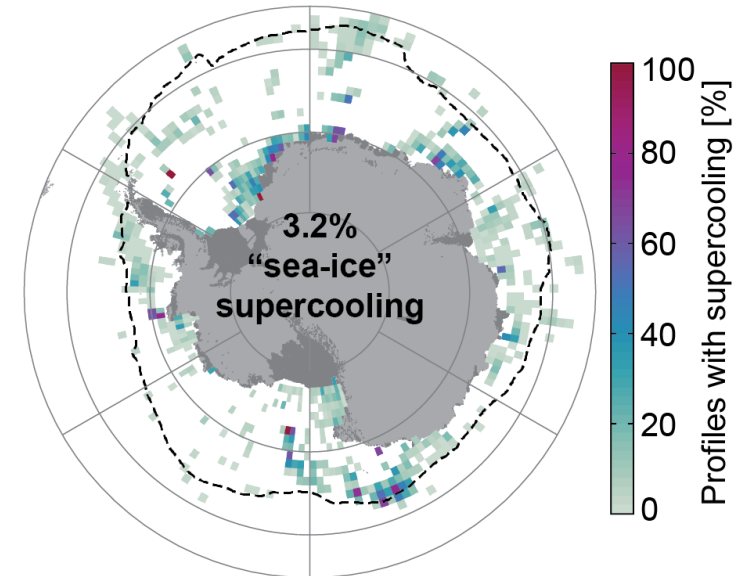 3.2%
“sea-ice”
supercooling
100
80
60
40
20
0
Profiles with supercooling [%]